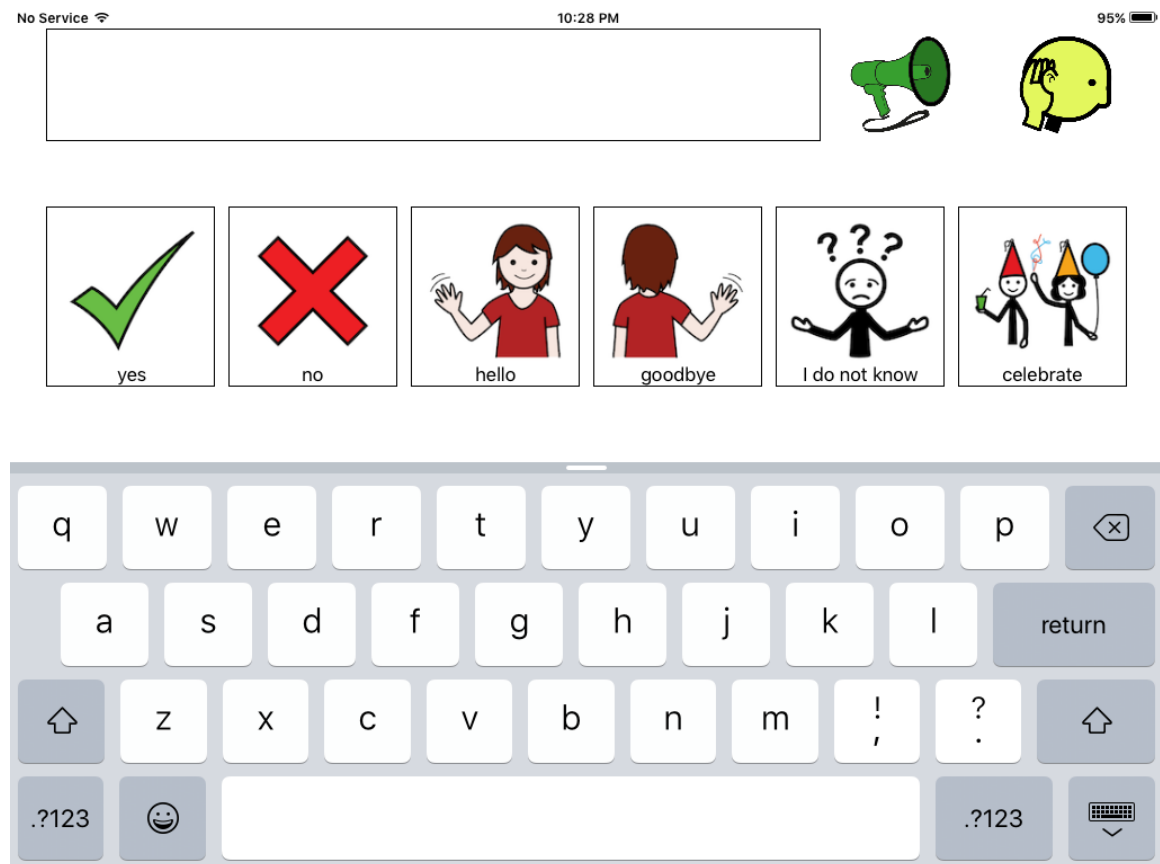 No Service 10:28 PM 95%
? ? ?
yes no hello goodbye I do not know celebrate
q w e r t y u i o p
a s d f g h j k l return
z x c v b n m ! , ? .
.?123 .?123